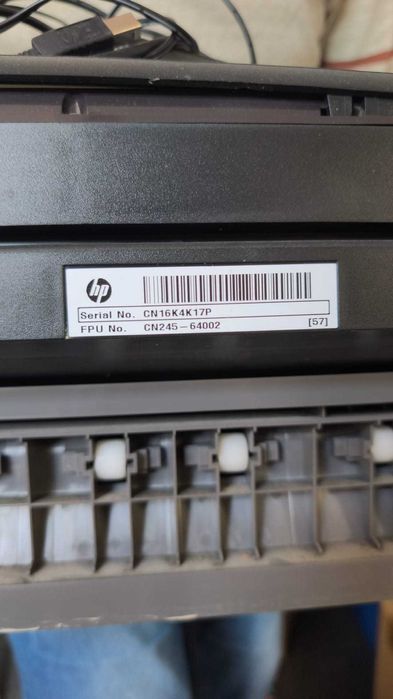 hp
Serial No. CN16K4K17P
FPU No. CN245-64002 [57]